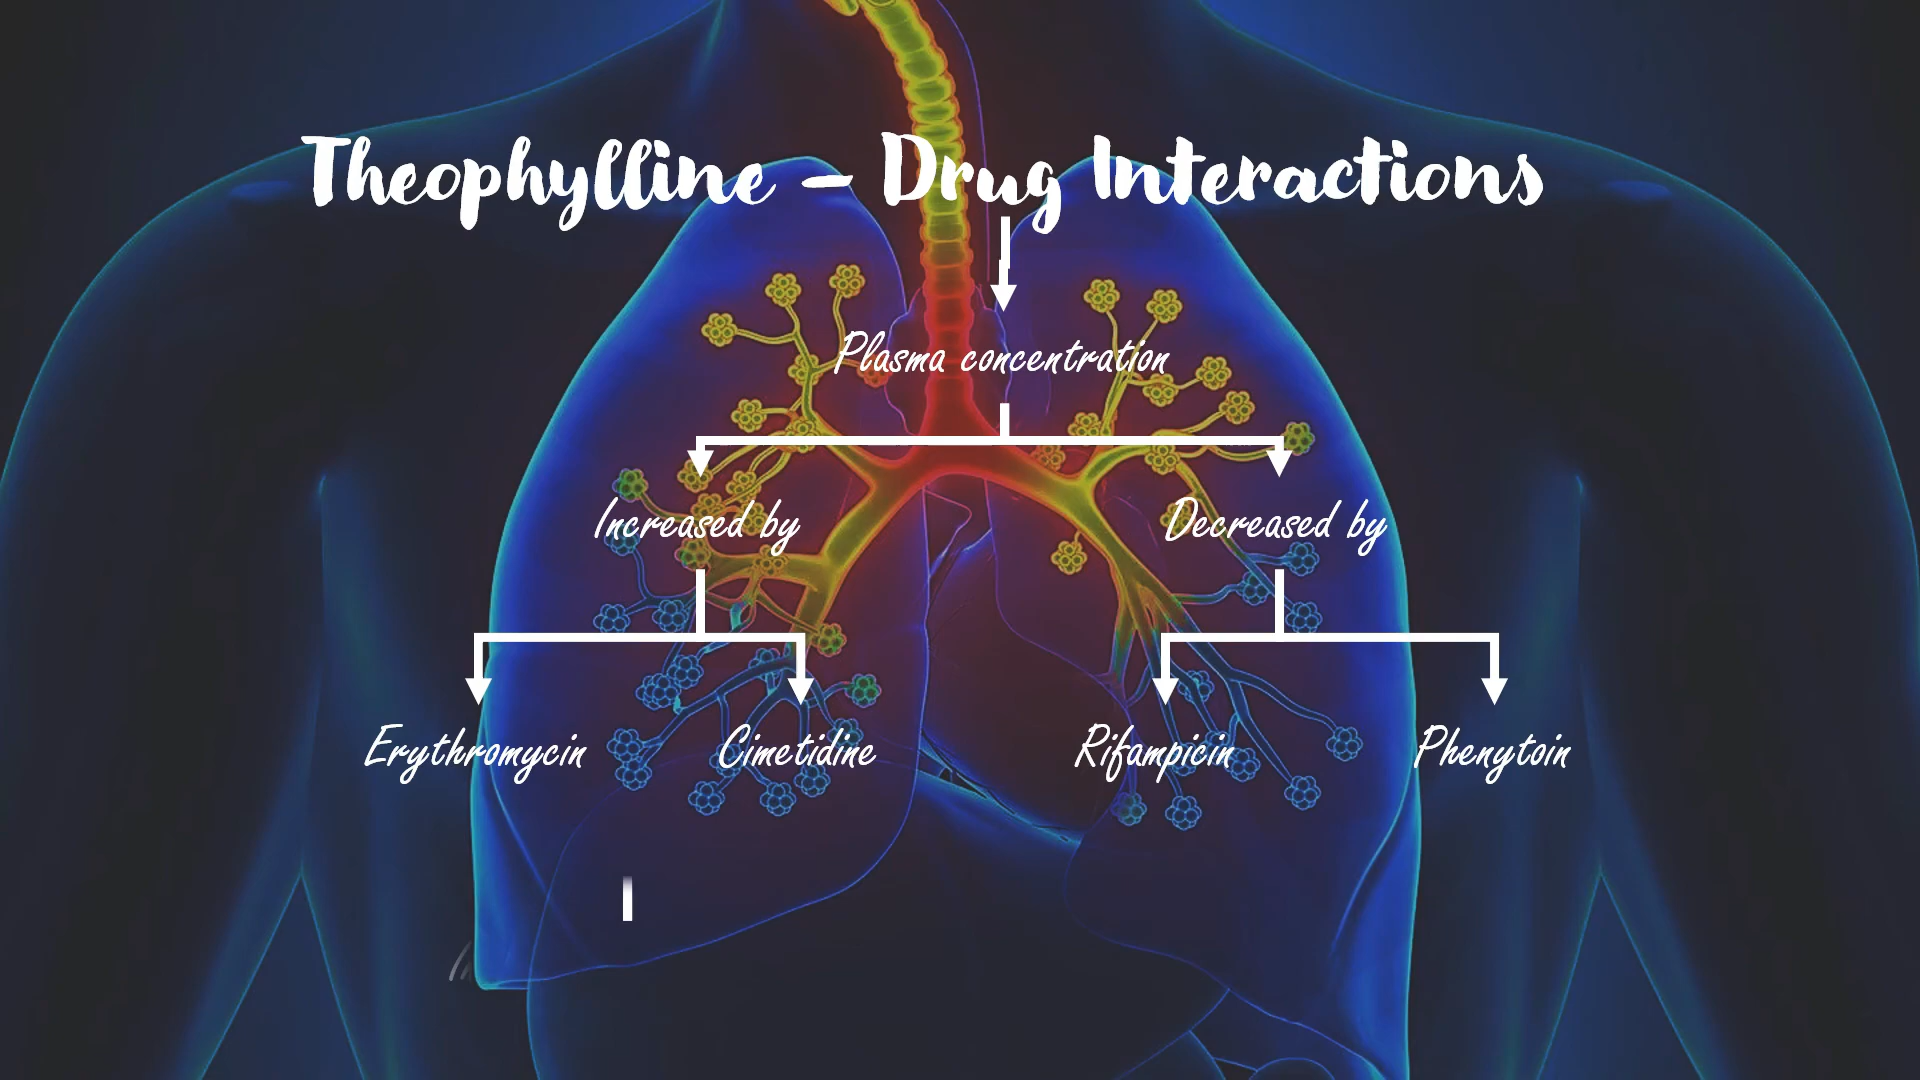 Theophylline – Drug Interactions
Plasma concentration
Increased by
Decreased by
Erythromycin
Cimetidine
Rifampicin
Phenytoin